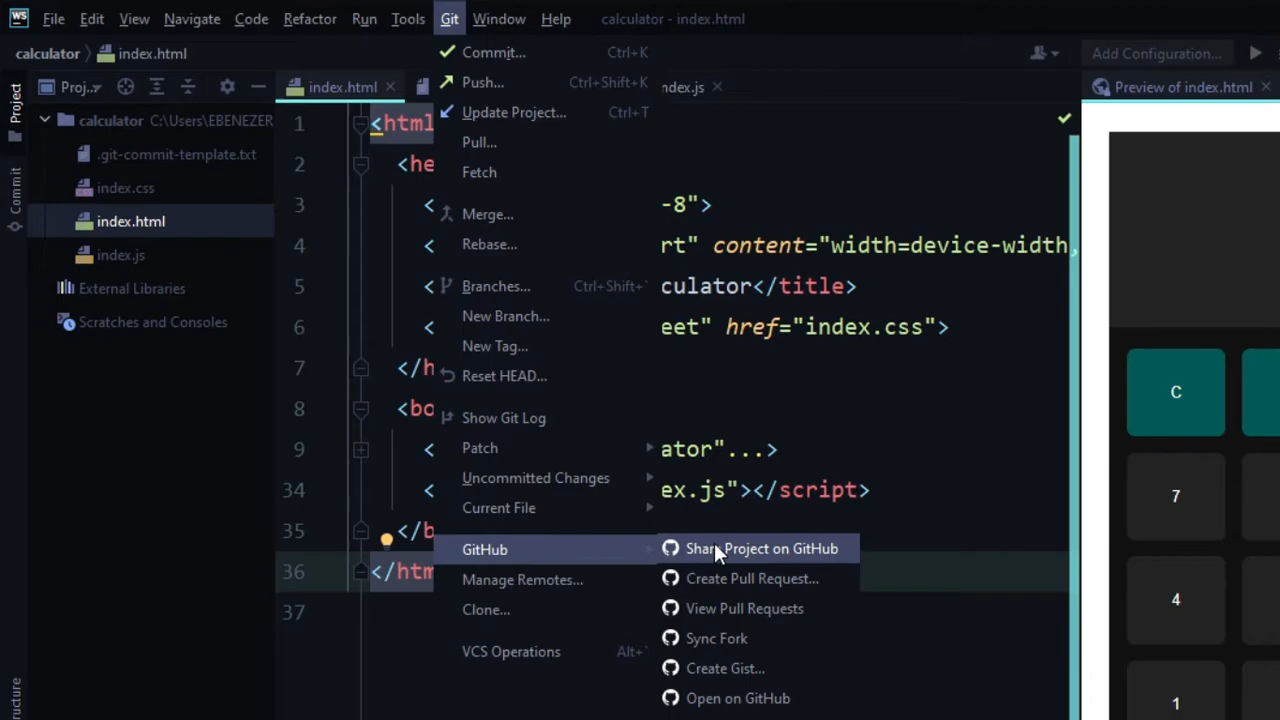 WS File Edit View Navigate Code Refactor Run Tools Git Window Help calculator - index.html
calculator index.html Add Configuration...
Project
Commit
Proj..
calculator C:\Users\EBENEZER
.git-commit-template.txt
index.css
index.html
index.js
External Libraries
Scratches and Consoles
index.html ndex.js Preview of index.html
1 <html
2 <he
3 < -8">
4 < rt" content="width=device-width,
5 < culator</title>
6 < eet" href="index.css">
7 </h
8 <bo
9 < ator"...>
34 < ex.js"></script>
35 </b
36 </htm
37
Commit... Ctrl+K
Push... Ctrl+Shift+K
Update Project... Ctrl+T
Pull...
Fetch
Merge...
Rebase...
Branches... Ctrl+Shift+`
New Branch...
New Tag...
Reset HEAD...
Show Git Log
Patch
Uncommitted Changes
Current File
GitHub
Manage Remotes...
Clone...
VCS Operations Alt+`
Share Project on GitHub
Create Pull Request...
View Pull Requests
Sync Fork
Create Gist...
Open on GitHub
C
7
4
1
ucture